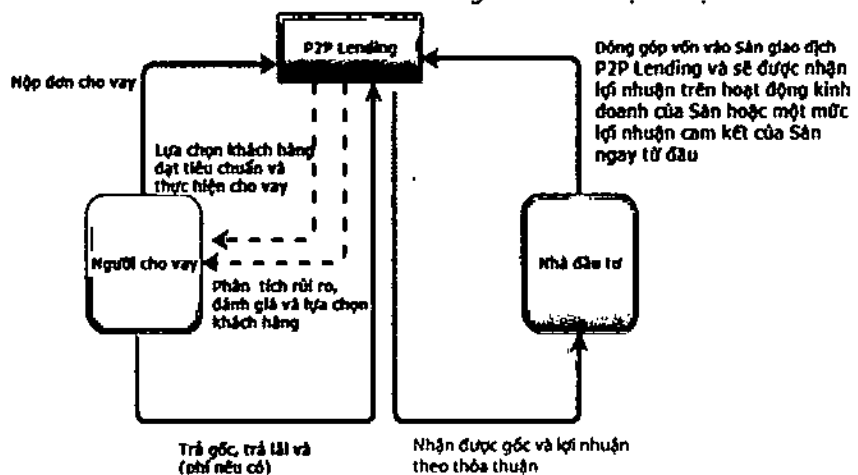 P2P Lending
Nộp đơn cho vay
Đóng góp vốn vào Sàn giao dịch
P2P Lending và sẽ được nhận
lợi nhuận trên hoạt động kinh
doanh của Sàn hoặc một mức
lợi nhuận cam kết của Sàn
ngay từ đầu
Lựa chọn khách hàng
đạt tiêu chuẩn và
thực hiện cho vay
Người cho vay
Nhà đầu tư
Phân tích rủi ro,
đánh giá và lựa chọn
khách hàng
Trả gốc, trả lãi và
(phí nếu có)
Nhận được gốc và lợi nhuận
theo thỏa thuận